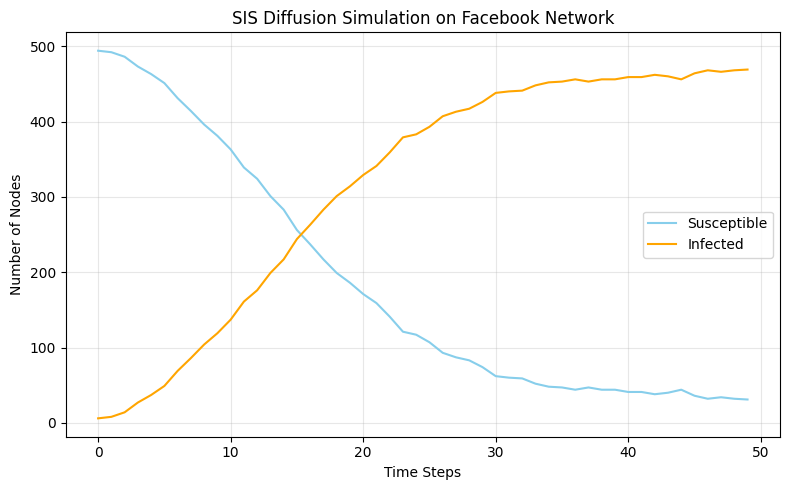 SIS Diffusion Simulation on Facebook Network
Number of Nodes
500
400
300
200
100
0
Susceptible
Infected
0 10 20 30 40 50
Time Steps